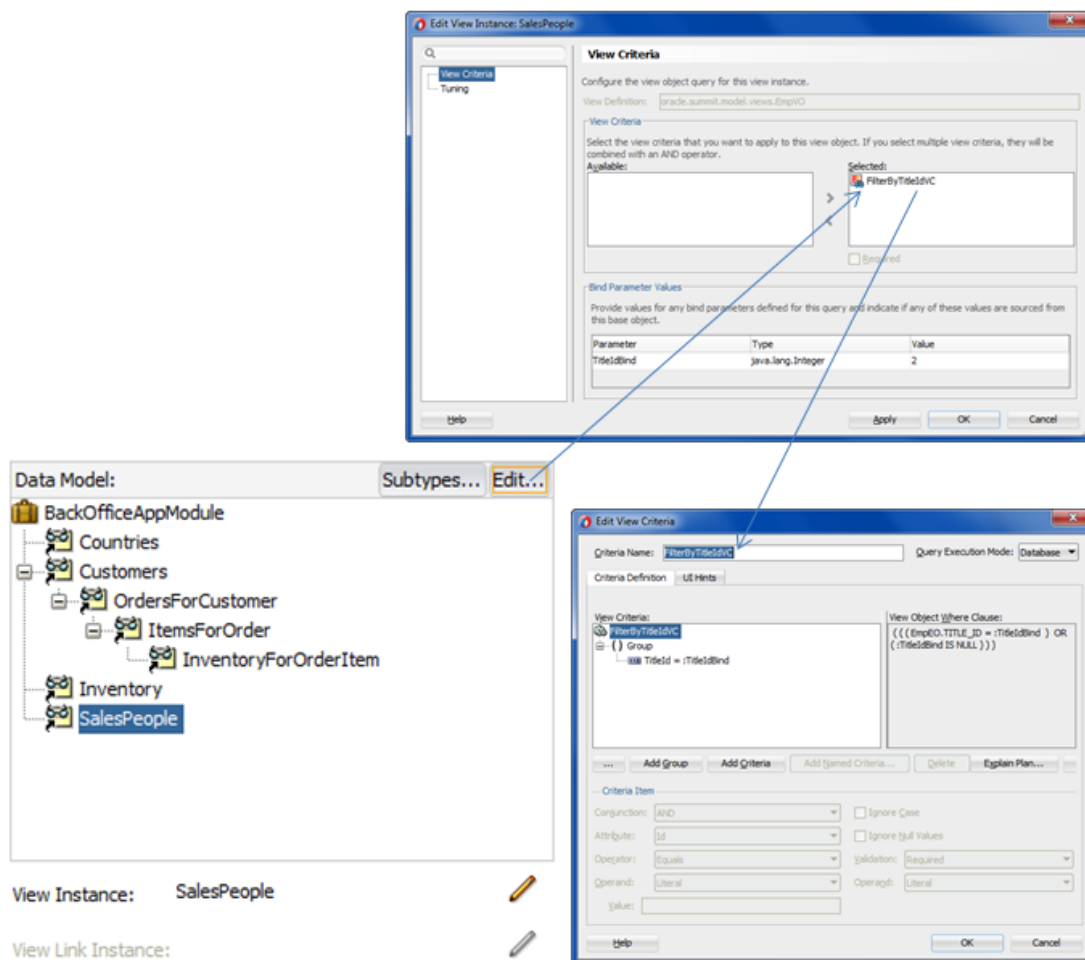 Edit View Instance: SalesPeople
View Criteria
Tuning
View Criteria
Configure the view object query for this view instance.
View Definition: oracle.summit.model.views.EmpVO
View Criteria
Select the view criteria that you want to apply to this view object. If you select multiple view criteria, they will be
combined with an AND operator.
Available:
Selected:
FilterByTitleIdVC
Required
Bind Parameter Values
Provide values for any bind parameters defined for this query and indicate if any of these values are sourced from
this base object.
Parameter Type Value
TitleIdBind java.lang.Integer 2
Help Apply OK Cancel
Data Model: Subtypes... Edit...
BackOfficeAppModule
Countries
Customers
OrdersForCustomer
ItemsForOrder
InventoryForOrderItem
Inventory
SalesPeople
View Instance: SalesPeople
View Link Instance:
Edit View Criteria
Criteria Name: FilterByTitleIdVC Query Execution Mode: Database
Criteria Definition UI Hints
View Criteria:
FilterByTitleIdVC
() Group
TitleId = :TitleIdBind
View Object Where Clause:
( ( ( (EmpEO.TITLE_ID = :TitleIdBind ) OR
( :TitleIdBind IS NULL ) ) )
... Add Group Add Criteria Add Named Criteria... Delete Explain Plan...
Criteria Item
Conjunction: AND Ignore Case
Attribute: Id Ignore Null Values
Operator: Equals Validation: Required
Operand: Literal Operand: Literal
Value:
Help OK Cancel